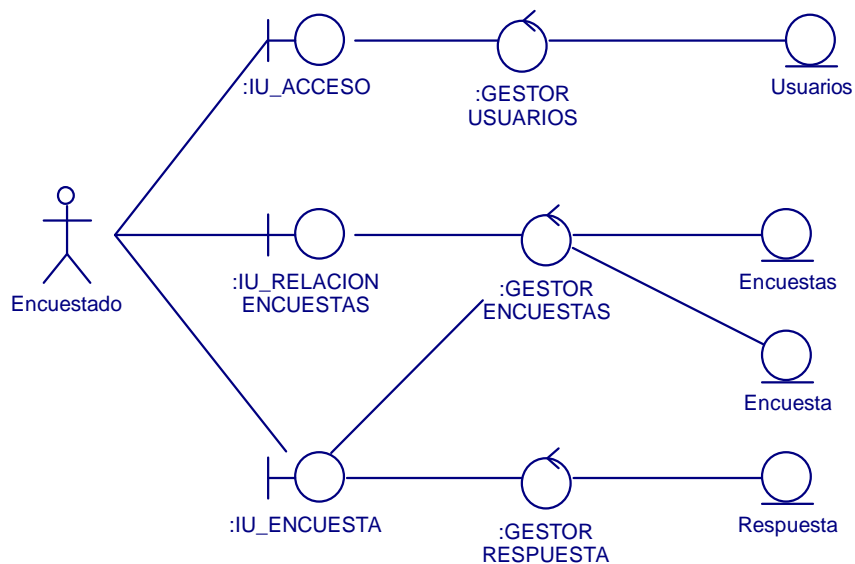 :IU_ACCESO
:GESTOR
USUARIOS
Usuarios
Encuestado
:IU_RELACION
ENCUESTAS
:GESTOR
ENCUESTAS
Encuestas
Encuesta
:IU_ENCUESTA
:GESTOR
RESPUESTA
Respuesta